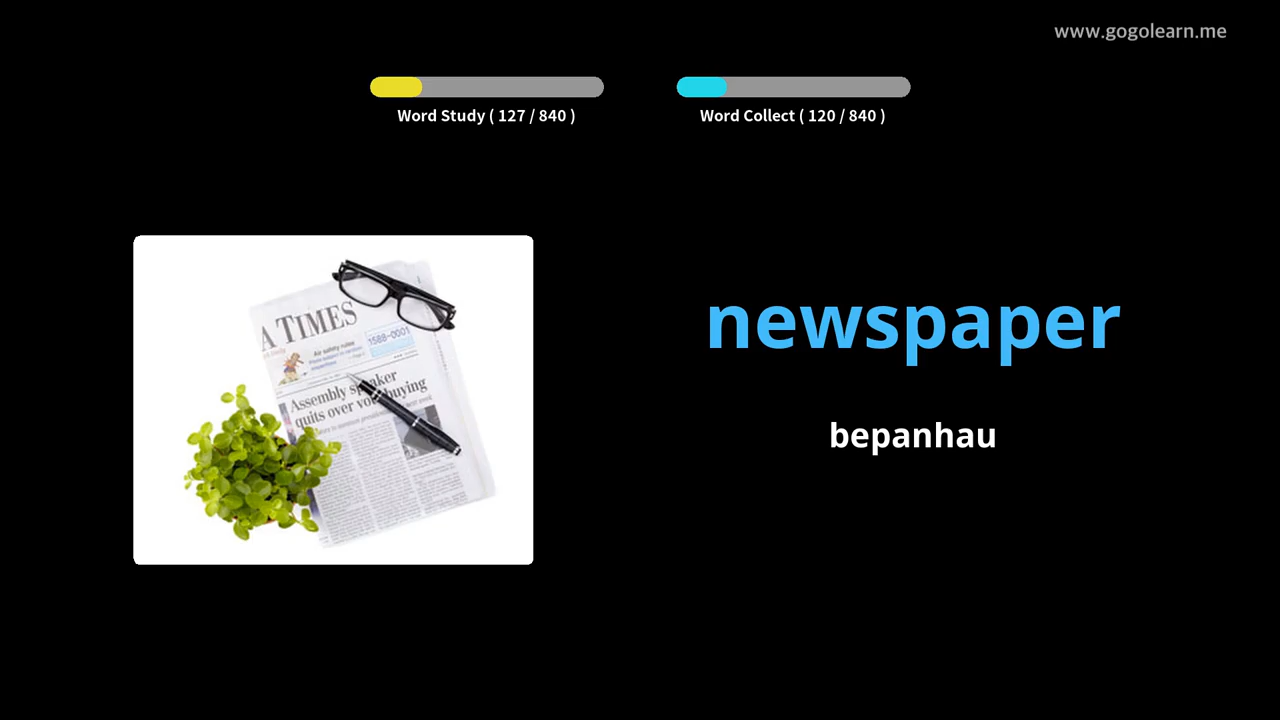 www.gogolearn.me
Word Study ( 127 / 840 )
Word Collect ( 120 / 840 )
A TIMES
Air safety rules
1588-0001
Assembly speaker
quits over vote buying
newspaper
bepanhau